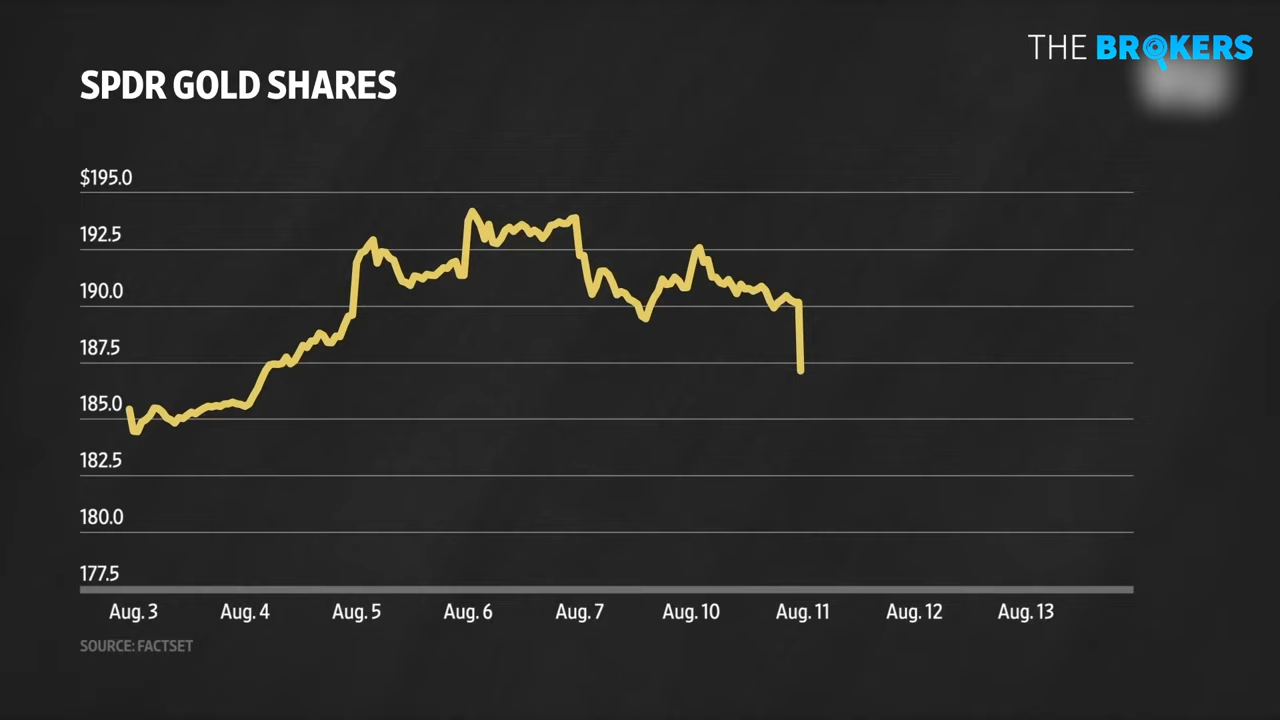 THE BROKERS
SPDR GOLD SHARES
$195.0
192.5
190.0
187.5
185.0
182.5
180.0
177.5
Aug. 3 Aug. 4 Aug. 5 Aug. 6 Aug. 7 Aug. 10 Aug. 11 Aug. 12 Aug. 13
SOURCE: FACTSET